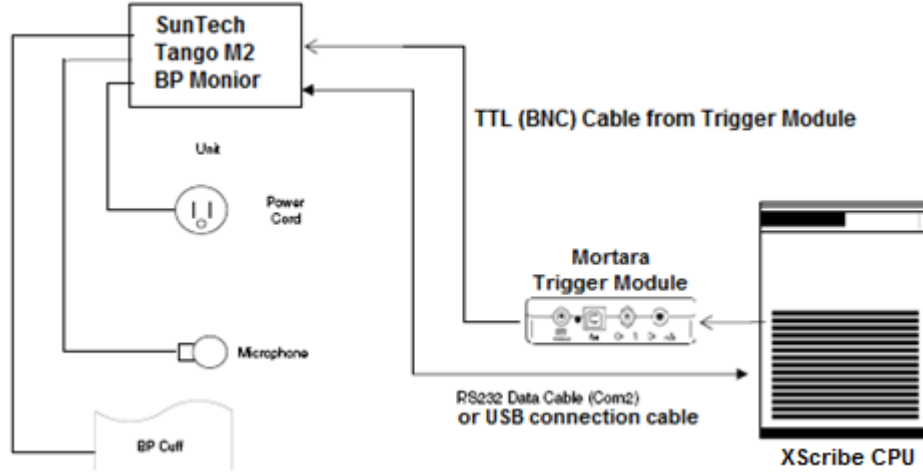 SunTech
Tango M2
BP Monior
TTL (BNC) Cable from Trigger Module
Unit
Power
Cord
Mortara
Trigger Module
Microphone
RS232 Data Cable (Com2)
or USB connection cable
BP Cuff
XScribe CPU